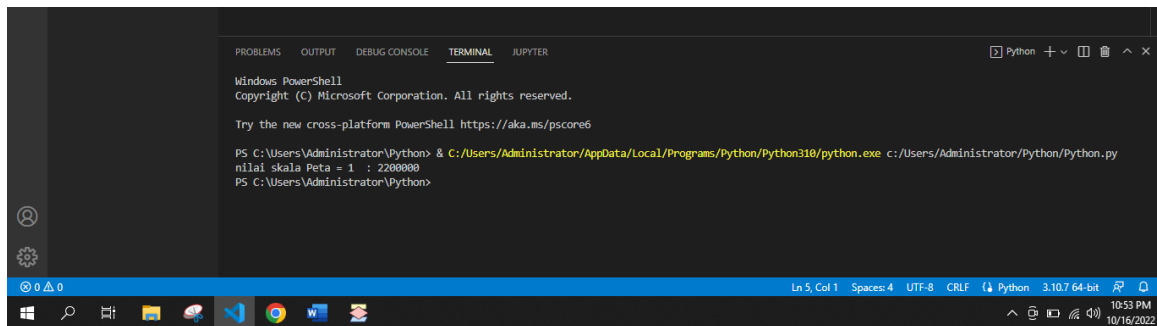 PROBLEMS OUTPUT DEBUG CONSOLE TERMINAL JUPYTER Python
Windows PowerShell
Copyright (C) Microsoft Corporation. All rights reserved.
Try the new cross-platform PowerShell https://aka.ms/pscore6
PS C:\Users\Administrator\Python> & C:/Users/Administrator/AppData/Local/Programs/Python/Python310/python.exe c:/Users/Administrator/Python/Python.py
nilai skala Peta = 1  : 2200000
PS C:\Users\Administrator\Python>
0 0 Ln 5, Col 1 Spaces: 4 UTF-8 CRLF Python 3.10.7 64-bit
10:53 PM
10/16/2022